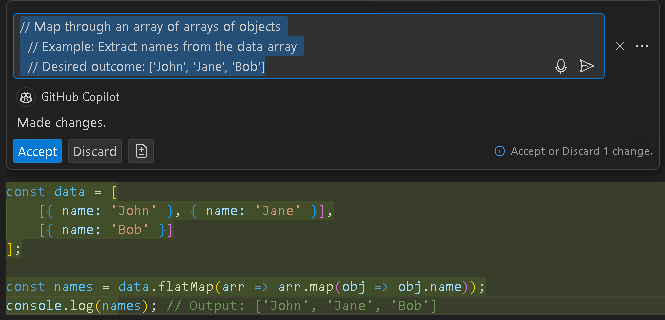 // Map through an array of arrays of objects
// Example: Extract names from the data array
// Desired outcome: ['John', 'Jane', 'Bob']
GitHub Copilot
Made changes.
Accept Discard
Accept or Discard 1 change.
const data = [
[{ name: 'John' }, { name: 'Jane' }],
[{ name: 'Bob' }]
];
const names = data.flatMap(arr => arr.map(obj => obj.name));
console.log(names); // Output: ['John', 'Jane', 'Bob']